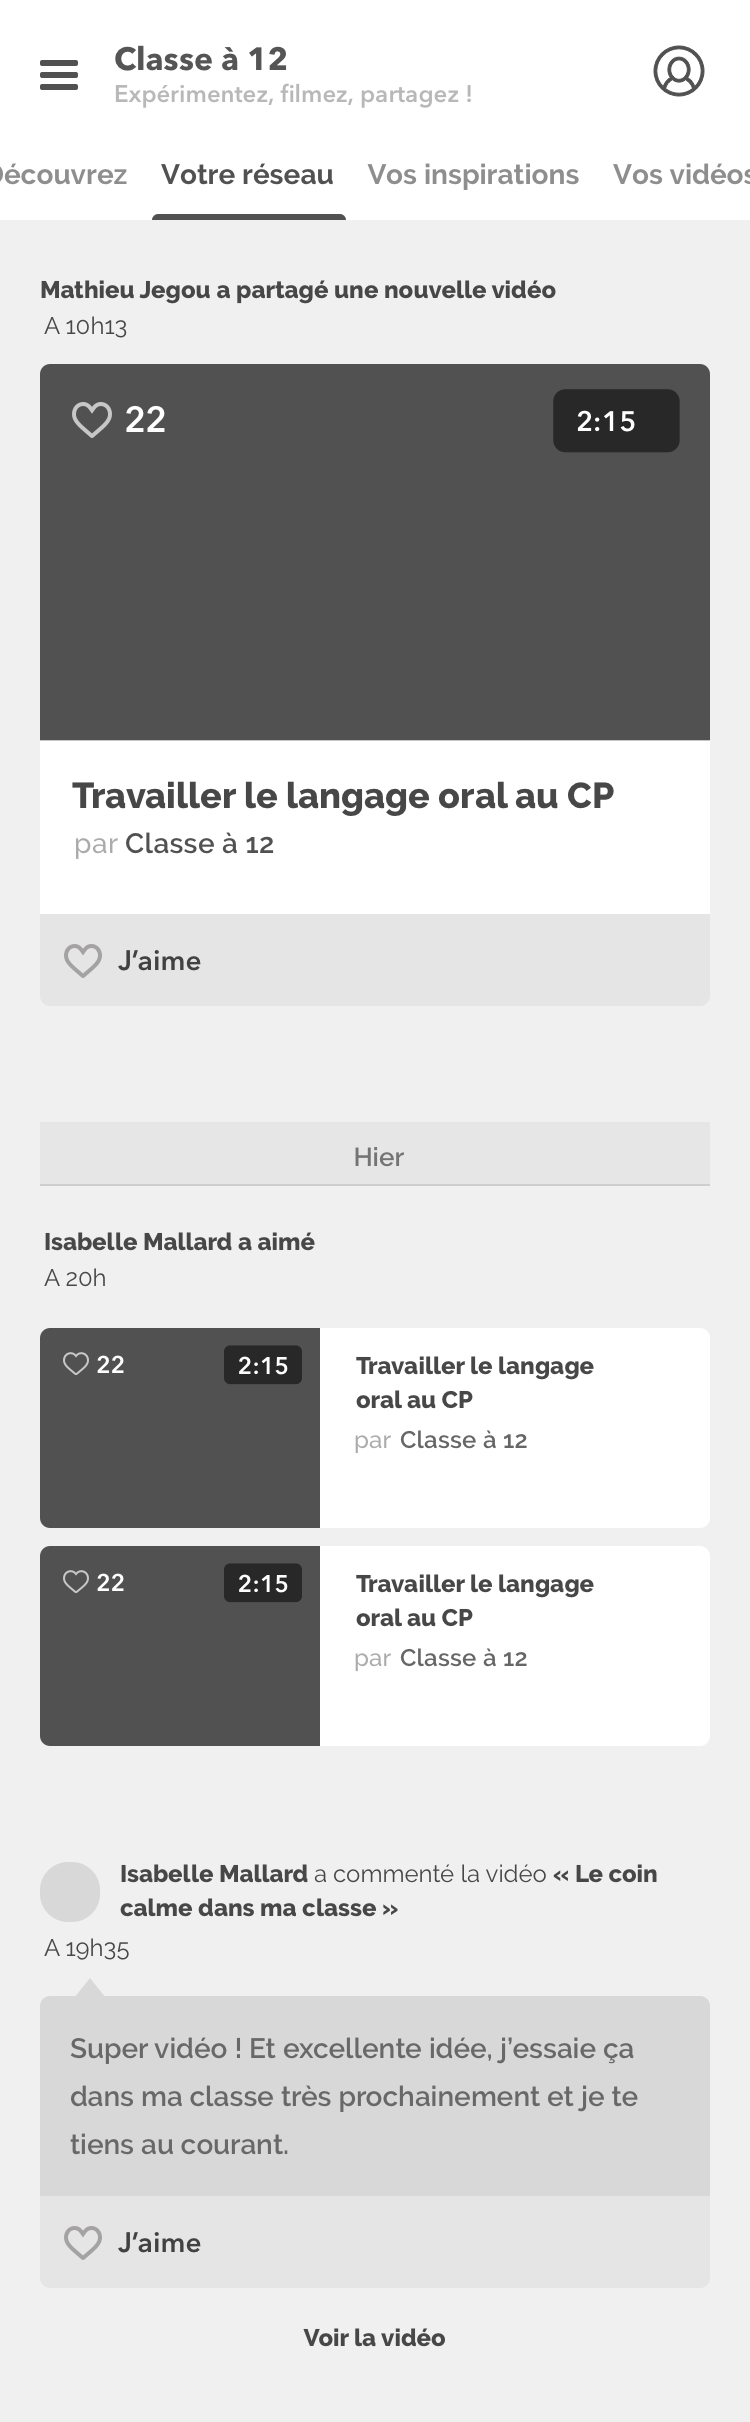 Classe à 12
Expérimentez, filmez, partagez !
écouvrez Votre réseau Vos inspirations Vos vidéos
Mathieu Jegou a partagé une nouvelle vidéo
A 10h13
22 2:15
Travailler le langage oral au CP
par Classe à 12
J’aime
Hier
Isabelle Mallard a aimé
A 20h
22 2:15
Travailler le langage
oral au CP
par Classe à 12
22 2:15
Travailler le langage
oral au CP
par Classe à 12
Isabelle Mallard a commenté la vidéo « Le coin
calme dans ma classe »
A 19h35
Super vidéo ! Et excellente idée, j’essaie ça
dans ma classe très prochainement et je te
tiens au courant.
J’aime
Voir la vidéo